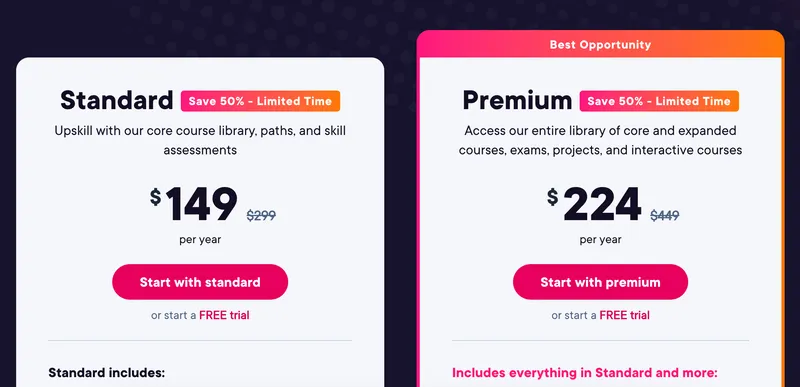 Standard
Save 50% - Limited Time
Upskill with our core course library, paths, and skill
assessments
$149 $299
per year
Start with standard
or start a FREE trial
Standard includes:
Best Opportunity
Premium
Save 50% - Limited Time
Access our entire library of core and expanded
courses, exams, projects, and interactive courses
$224 $449
per year
Start with premium
or start a FREE trial
Includes everything in Standard and more: